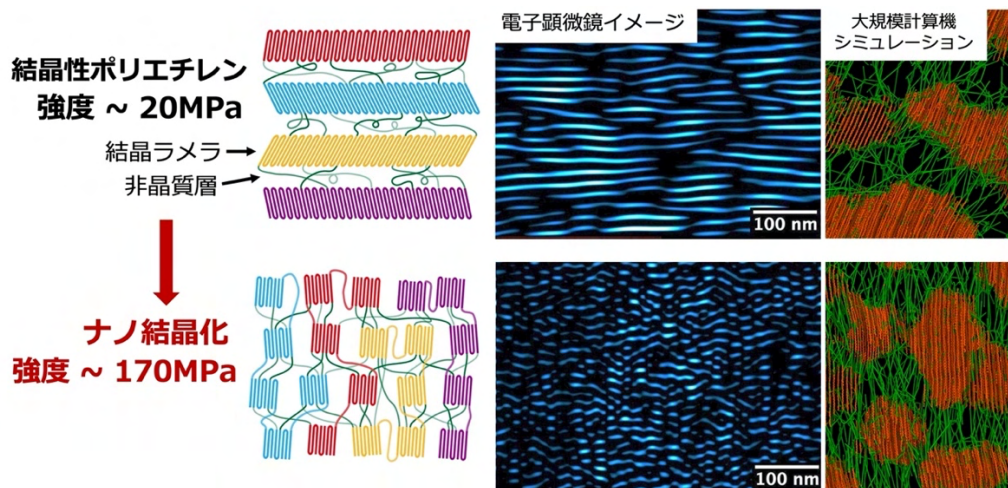 結晶性ポリエチレン
強度 ~ 20MPa
結晶ラメラ
非晶質層
ナノ結晶化
強度 ~ 170MPa
電子顕微鏡イメージ
100 nm
100 nm
大規模計算機
シミュレーション